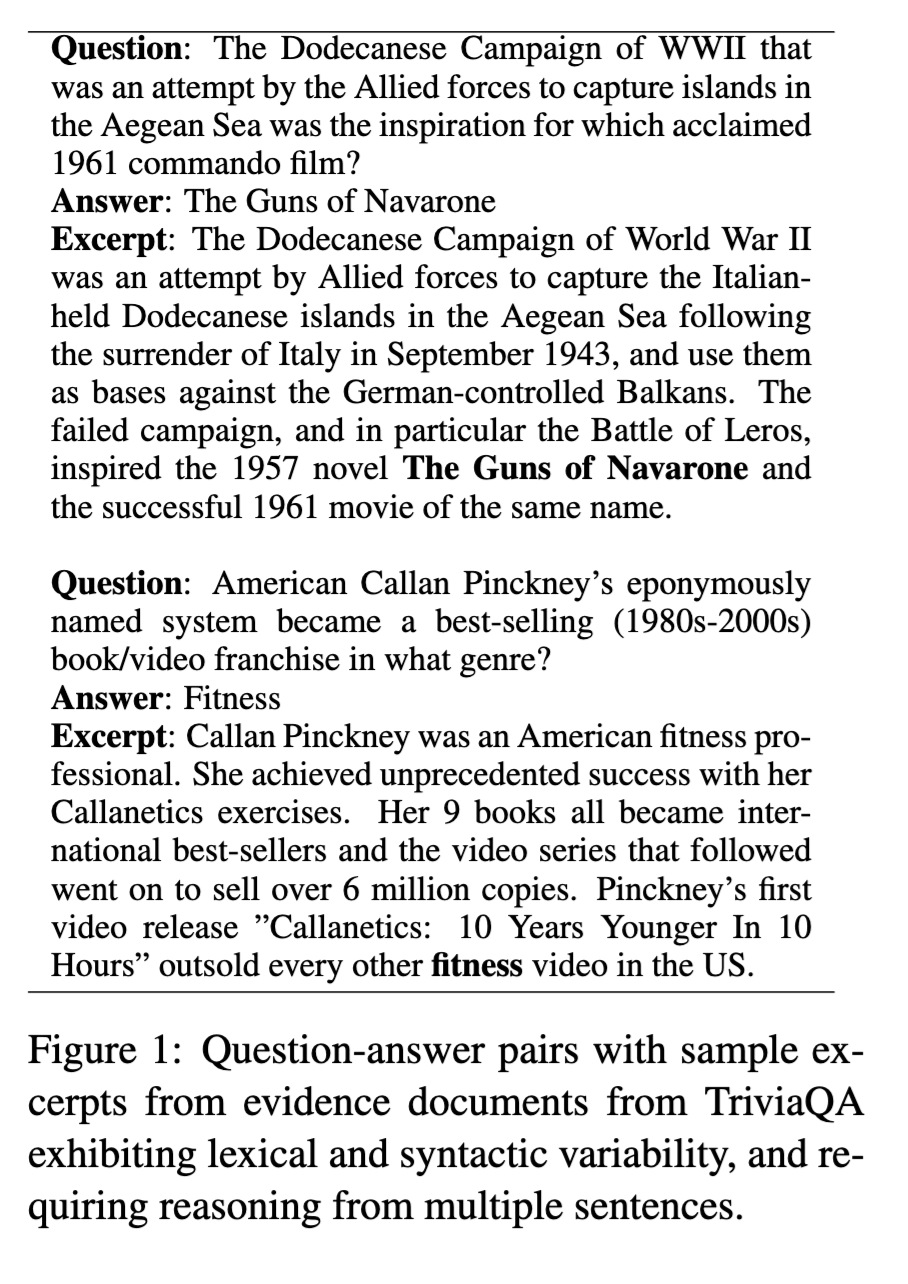 Question: The Dodecanese Campaign of WWII that
was an attempt by the Allied forces to capture islands in
the Aegean Sea was the inspiration for which acclaimed
1961 commando film?
Answer: The Guns of Navarone
Excerpt: The Dodecanese Campaign of World War II
was an attempt by Allied forces to capture the Italian-
held Dodecanese islands in the Aegean Sea following
the surrender of Italy in September 1943, and use them
as bases against the German-controlled Balkans. The
failed campaign, and in particular the Battle of Leros,
inspired the 1957 novel The Guns of Navarone and
the successful 1961 movie of the same name.
Question: American Callan Pinckney’s eponymously
named system became a best-selling (1980s-2000s)
book/video franchise in what genre?
Answer: Fitness
Excerpt: Callan Pinckney was an American fitness pro-
fessional. She achieved unprecedented success with her
Callanetics exercises. Her 9 books all became inter-
national best-sellers and the video series that followed
went on to sell over 6 million copies. Pinckney’s first
video release ”Callanetics: 10 Years Younger In 10
Hours” outsold every other fitness video in the US.
Figure 1: Question-answer pairs with sample ex-
cerpts from evidence documents from TriviaQA
exhibiting lexical and syntactic variability, and re-
quiring reasoning from multiple sentences.